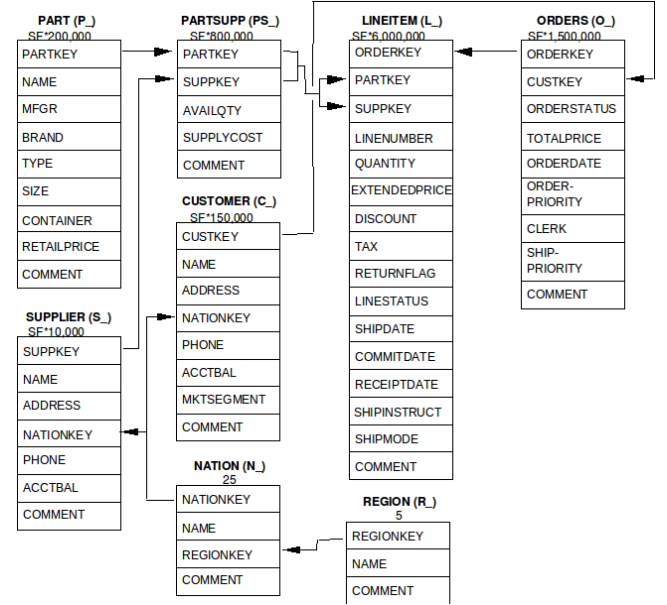 PART (P_)
SF*200,000
PARTKEY
NAME
MFGR
BRAND
TYPE
SIZE
CONTAINER
RETAILPRICE
COMMENT
SUPPLIER (S_)
SF*10,000
SUPPKEY
NAME
ADDRESS
NATIONKEY
PHONE
ACCTBAL
COMMENT
PARTSUPP (PS_)
SF*800,000
PARTKEY
SUPPKEY
AVAILQTY
SUPPLYCOST
COMMENT
CUSTOMER (C_)
SF*150,000
CUSTKEY
NAME
ADDRESS
NATIONKEY
PHONE
ACCTBAL
MKTSEGMENT
COMMENT
NATION (N_)
25
NATIONKEY
NAME
REGIONKEY
COMMENT
LINEITEM (L_)
SF*6,000,000
ORDERKEY
PARTKEY
SUPPKEY
LINENUMBER
QUANTITY
EXTENDEDPRICE
DISCOUNT
TAX
RETURNFLAG
LINESTATUS
SHIPDATE
COMMITDATE
RECEIPTDATE
SHIPINSTRUCT
SHIPMODE
COMMENT
REGION (R_)
5
REGIONKEY
NAME
COMMENT
ORDERS (O_)
SF*1,500,000
ORDERKEY
CUSTKEY
ORDERSTATUS
TOTALPRICE
ORDERDATE
ORDER-
PRIORITY
CLERK
SHIP-
PRIORITY
COMMENT